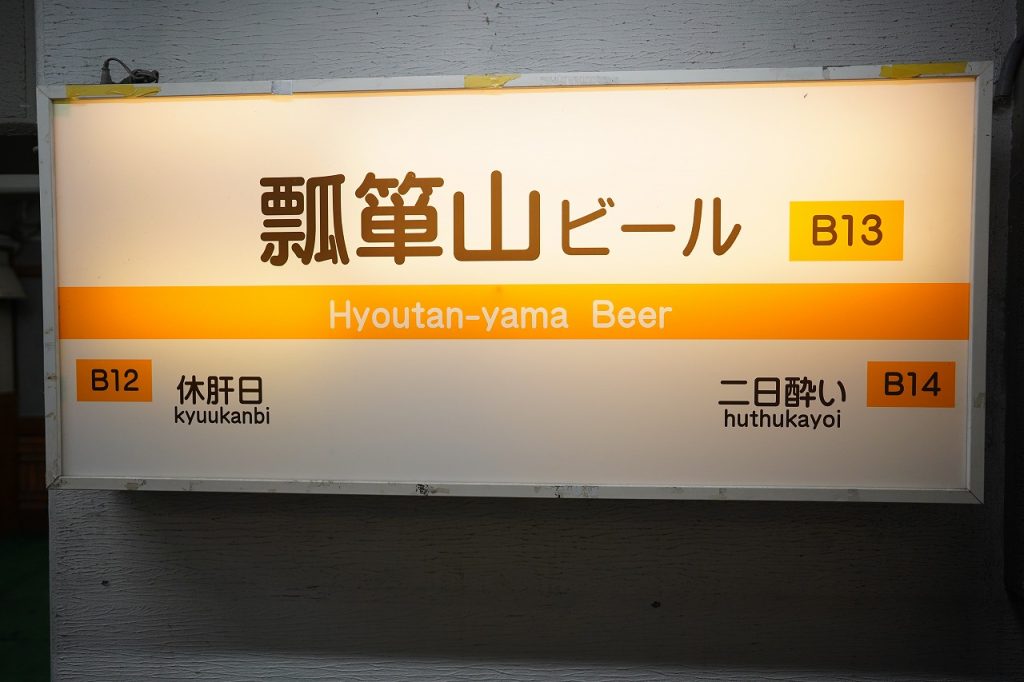 瓢箪山ビール B13
Hyoutan-yama Beer
B12 休肝日
kyuukanbi
二日酔い B14
huthukayoi